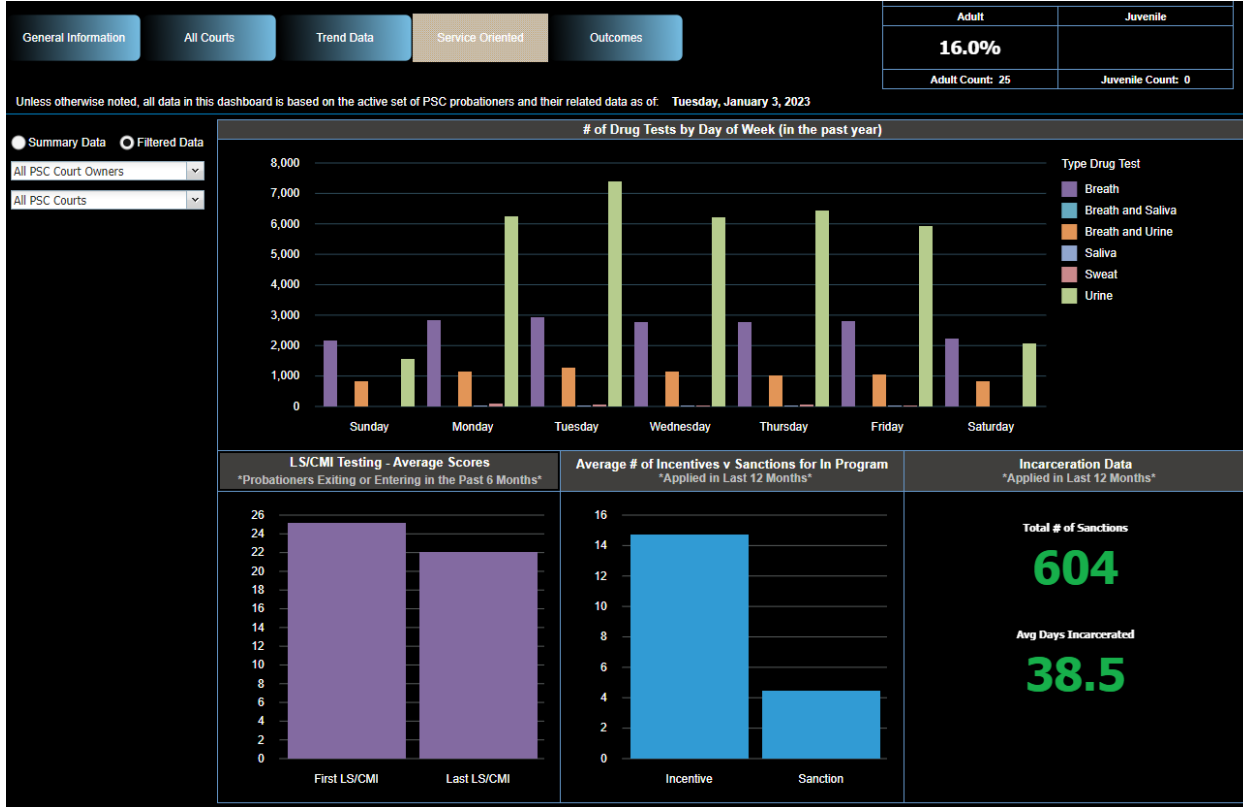 General Information
All Courts
Trend Data
Service Oriented
Outcomes
Adult
Juvenile
16.0%
Adult Count: 25
Juvenile Count: 0
Unless otherwise noted, all data in this dashboard is based on the active set of PSC probationers and their related data as of: Tuesday, January 3, 2023
Summary Data
Filtered Data
All PSC Court Owners
All PSC Courts
# of Drug Tests by Day of Week (in the past year)
8,000
7,000
6,000
5,000
4,000
3,000
2,000
1,000
0
Sunday
Monday
Tuesday
Wednesday
Thursday
Friday
Saturday
Type Drug Test
Breath
Breath and Saliva
Breath and Urine
Saliva
Sweat
Urine
LS/CMI Testing - Average Scores
*Probationers Exiting or Entering in the Past 6 Months*
26
24
22
20
18
16
14
12
10
8
6
4
2
0
First LS/CMI
Last LS/CMI
Average # of Incentives v Sanctions for In Program
*Applied in Last 12 Months*
16
14
12
10
8
6
4
2
0
Incentive
Sanction
Incarceration Data
*Applied in Last 12 Months*
Total # of Sanctions
604
Avg Days Incarcerated
38.5